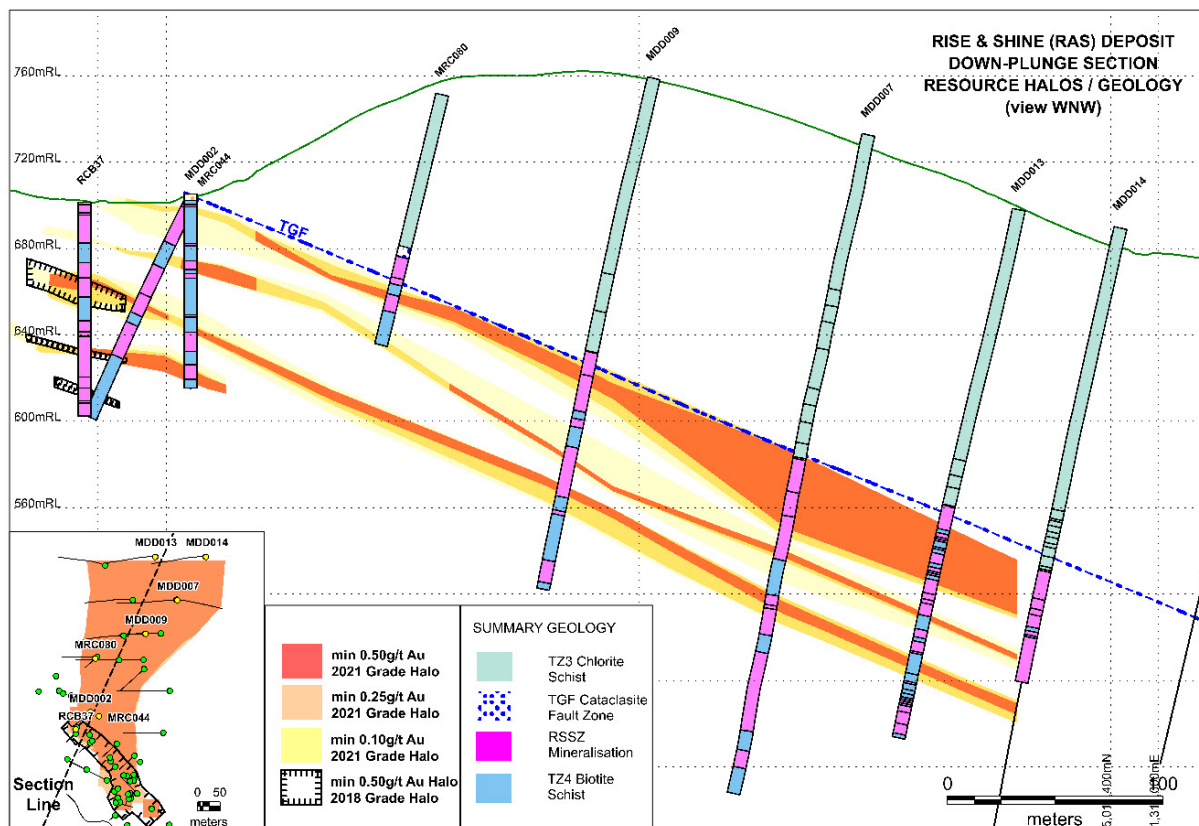 RISE & SHINE (RAS) DEPOSIT
DOWN-PLUNGE SECTION
RESOURCE HALOS / GEOLOGY
(view WNW)
760mRL
720mRL
680mRL
640mRL
600mRL
560mRL
RCB37
MDD002
MRC044
MRC080
MDD009
MDD007
MDD013
MDD014
TGF
MDD013
MDD014
MDD007
MDD009
MRC080
MDD002
RCB37
MRC044
Section
Line
0 50
meters
min 0.50g/t Au
2021 Grade Halo
min 0.25g/t Au
2021 Grade Halo
min 0.10g/t Au
2021 Grade Halo
min 0.50g/t Au Halo
2018 Grade Halo
SUMMARY GEOLOGY
TZ3 Chlorite
Schist
TGF Cataclasite
Fault Zone
RSSZ
Mineralisation
TZ4 Biotite
Schist
0
meters